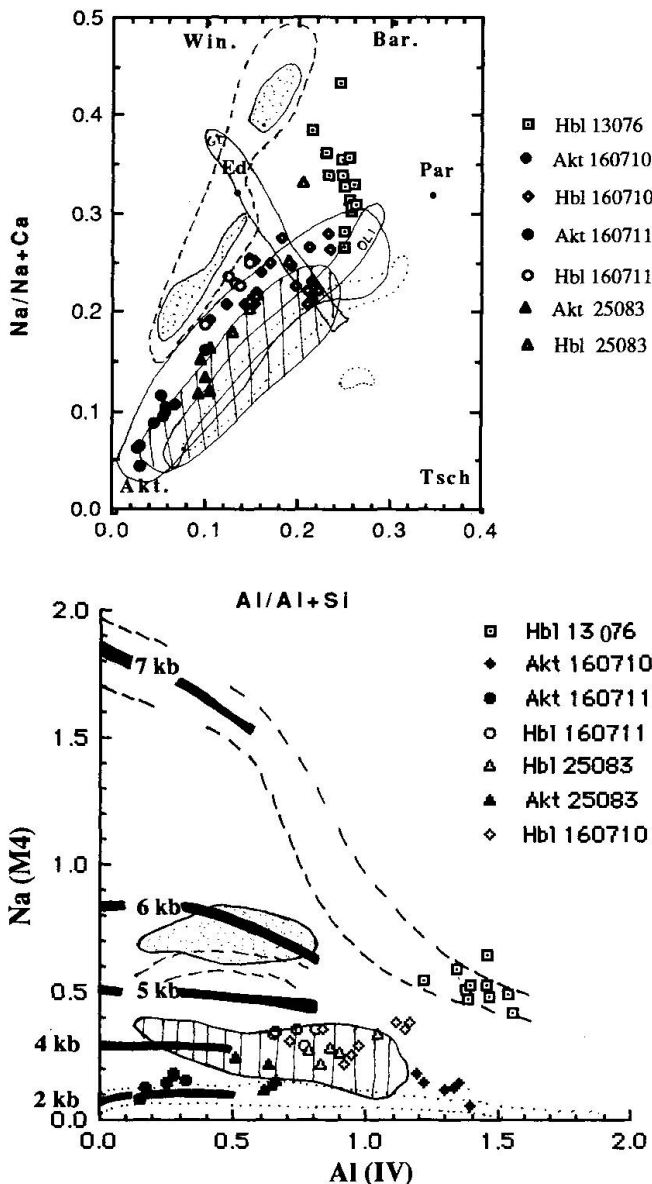 0.5
Win.
Bar.
0.4
0.3
0.2
0.1
0.0
Na/Na+Ca
Ed
Par
OLI
Akt.
Tsch
0.0
0.1
0.2
0.3
0.4
Al/Al+Si
Hbl 13076
Akt 160710
Hbl 160710
Akt 160711
Hbl 160711
Akt 25083
Hbl 25083
2.0
1.5
1.0
0.5
0.0
Na (M4)
7 kb
6 kb
5 kb
4 kb
2 kb
Hbl 13076
Akt 160710
Akt 160711
Hbl 160711
Hbl 25083
Akt 25083
Hbl 160710
0.0
0.5
1.0
1.5
2.0
Al (IV)